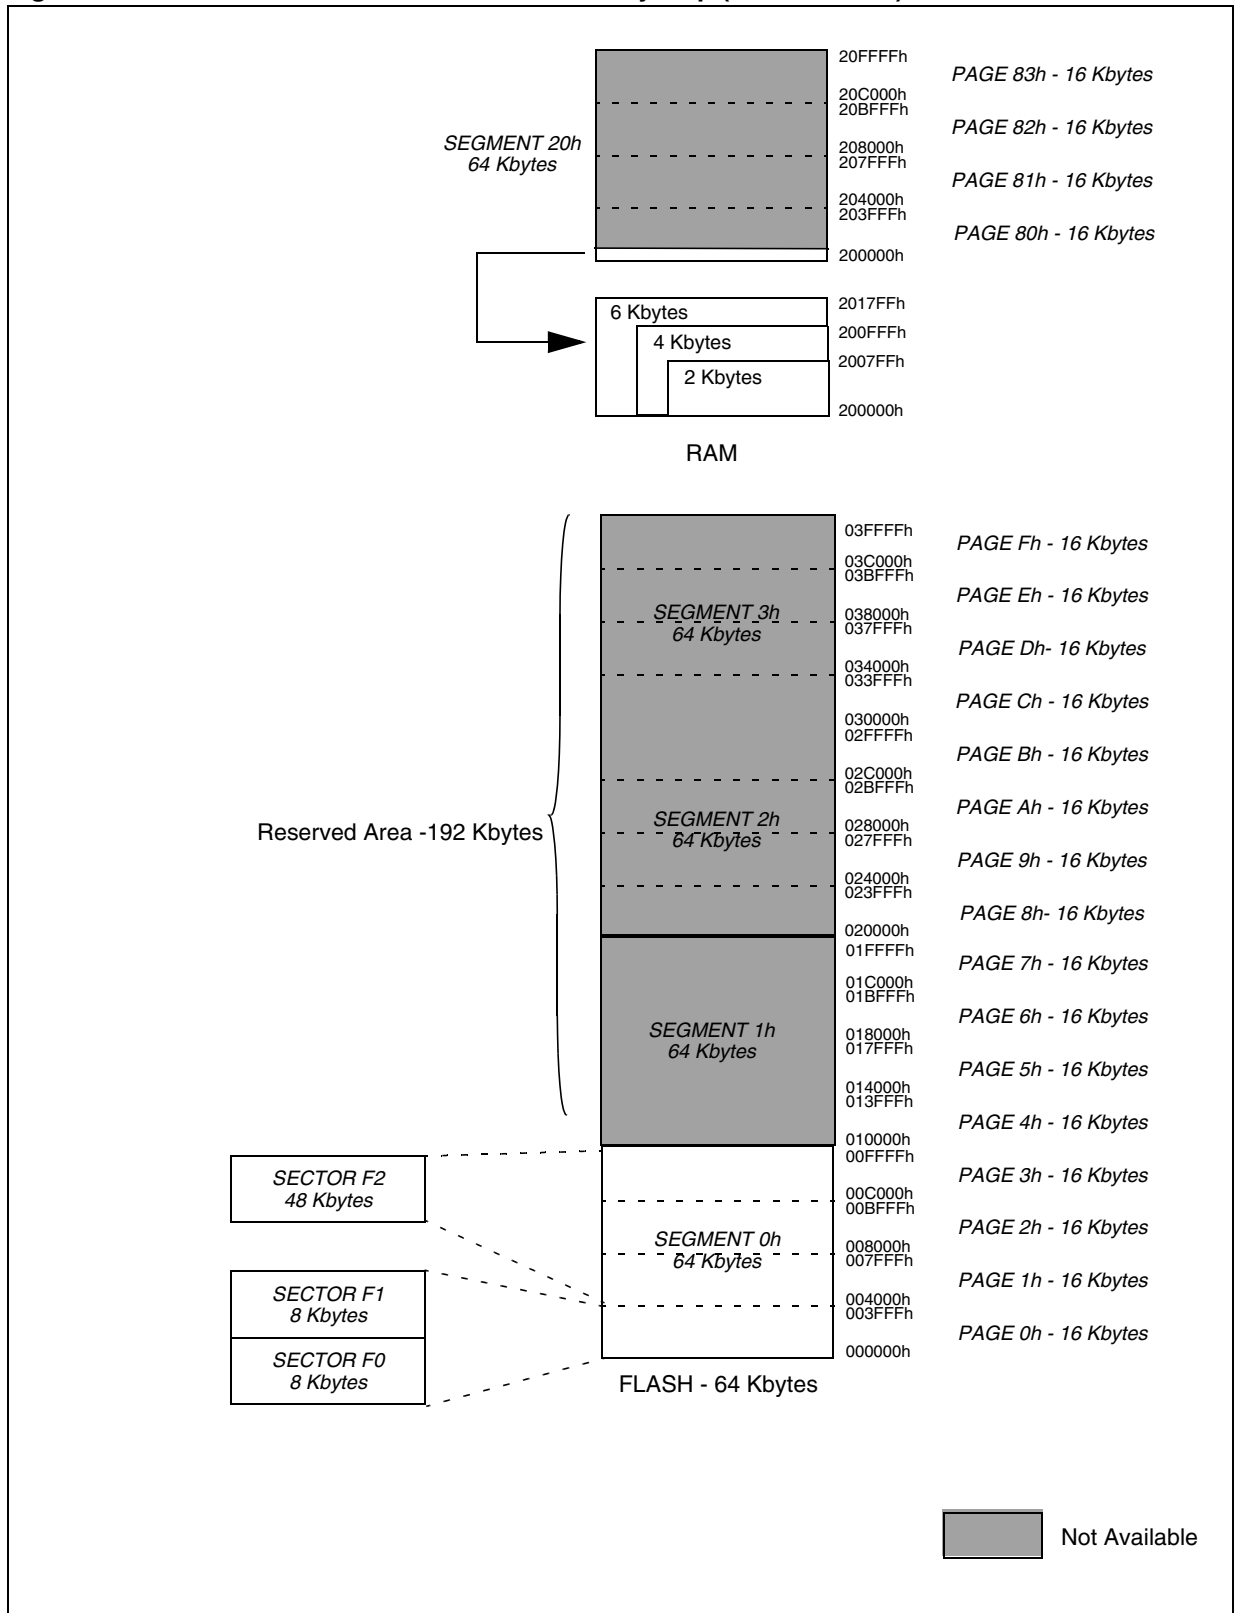 20FFFFh
PAGE 83h - 16 Kbytes
20C000h
20BFFFh
PAGE 82h - 16 Kbytes
SEGMENT 20h
64 Kbytes
208000h
207FFFh
PAGE 81h - 16 Kbytes
204000h
203FFFh
PAGE 80h - 16 Kbytes
200000h
6 Kbytes
2017FFh
4 Kbytes
200FFFh
2 Kbytes
2007FFh
200000h
RAM
03FFFFh
PAGE Fh - 16 Kbytes
03C000h
03BFFFh
PAGE Eh - 16 Kbytes
SEGMENT 3h
64 Kbytes
038000h
037FFFh
PAGE Dh- 16 Kbytes
034000h
033FFFh
PAGE Ch - 16 Kbytes
030000h
02FFFFh
PAGE Bh - 16 Kbytes
02C000h
02BFFFh
PAGE Ah - 16 Kbytes
Reserved Area -192 Kbytes
SEGMENT 2h
64 Kbytes
028000h
027FFFh
PAGE 9h - 16 Kbytes
024000h
023FFFh
PAGE 8h- 16 Kbytes
020000h
01FFFFh
PAGE 7h - 16 Kbytes
01C000h
01BFFFh
PAGE 6h - 16 Kbytes
SEGMENT 1h
64 Kbytes
018000h
017FFFh
PAGE 5h - 16 Kbytes
014000h
013FFFh
PAGE 4h - 16 Kbytes
010000h
00FFFFh
SECTOR F2
48 Kbytes
PAGE 3h - 16 Kbytes
00C000h
00BFFFh
PAGE 2h - 16 Kbytes
SEGMENT 0h
64 Kbytes
008000h
007FFFh
PAGE 1h - 16 Kbytes
SECTOR F1
8 Kbytes
004000h
003FFFh
PAGE 0h - 16 Kbytes
SECTOR F0
8 Kbytes
000000h
FLASH - 64 Kbytes
Not Available